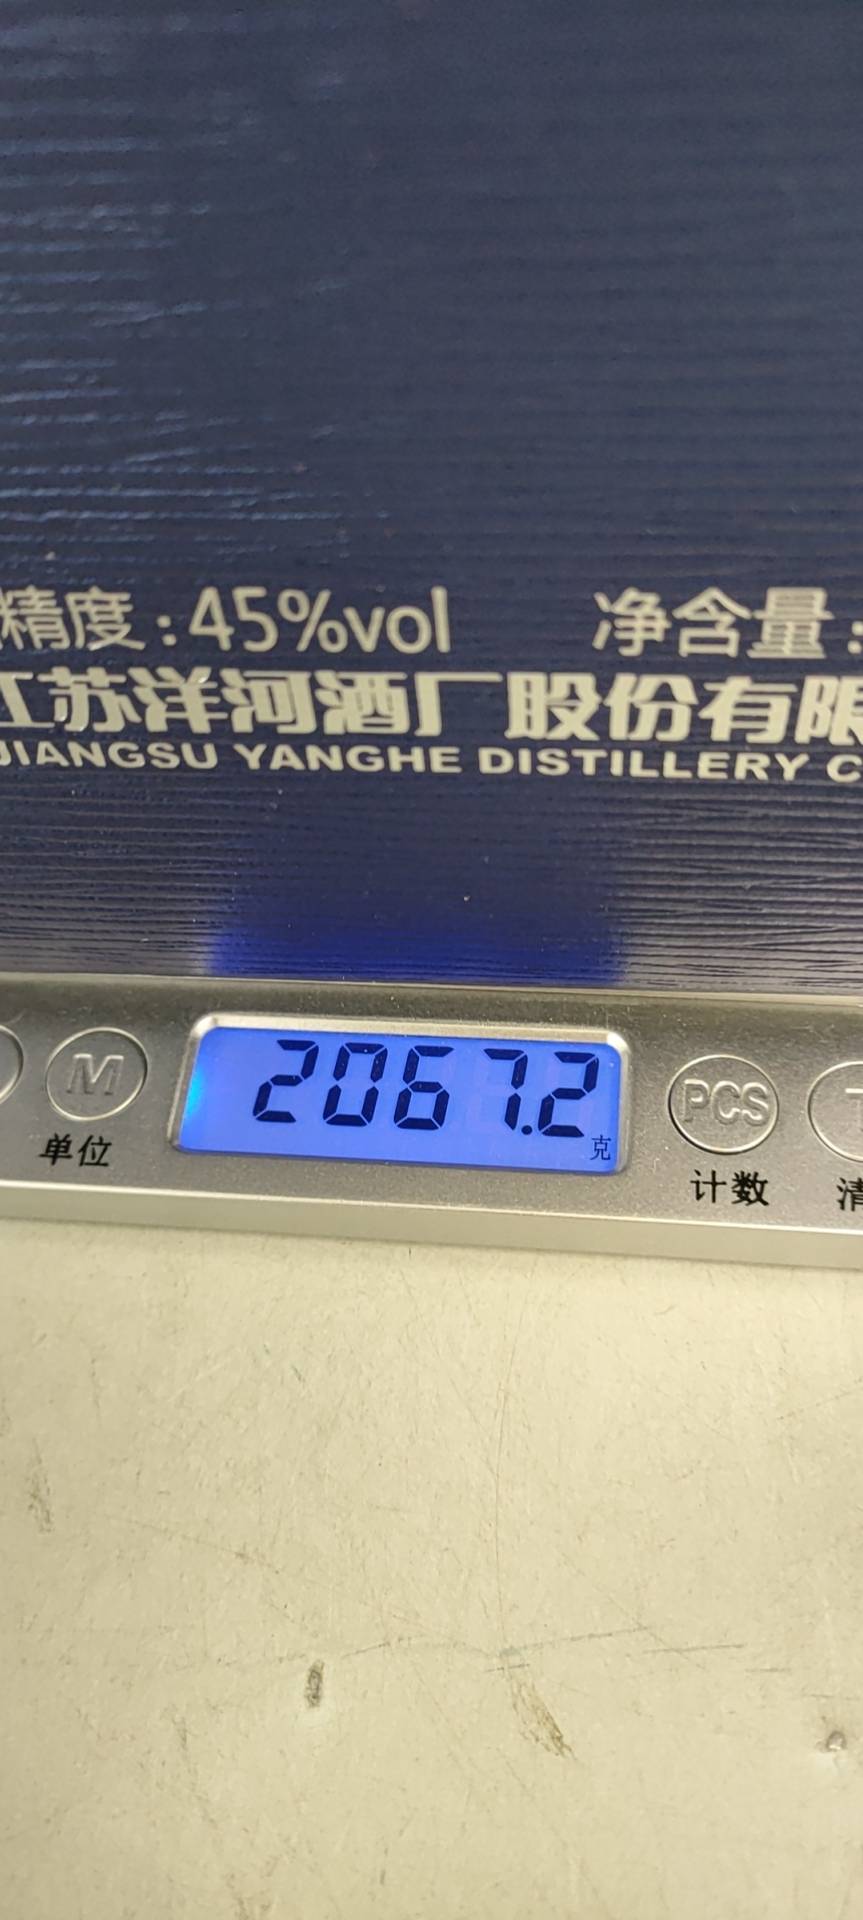 精度:45%vol 净含量:
江苏洋河酒厂股份有限
JIANGSU YANGHE DISTILLERY C
M
2067.2
克
PCS
单位
计数
清